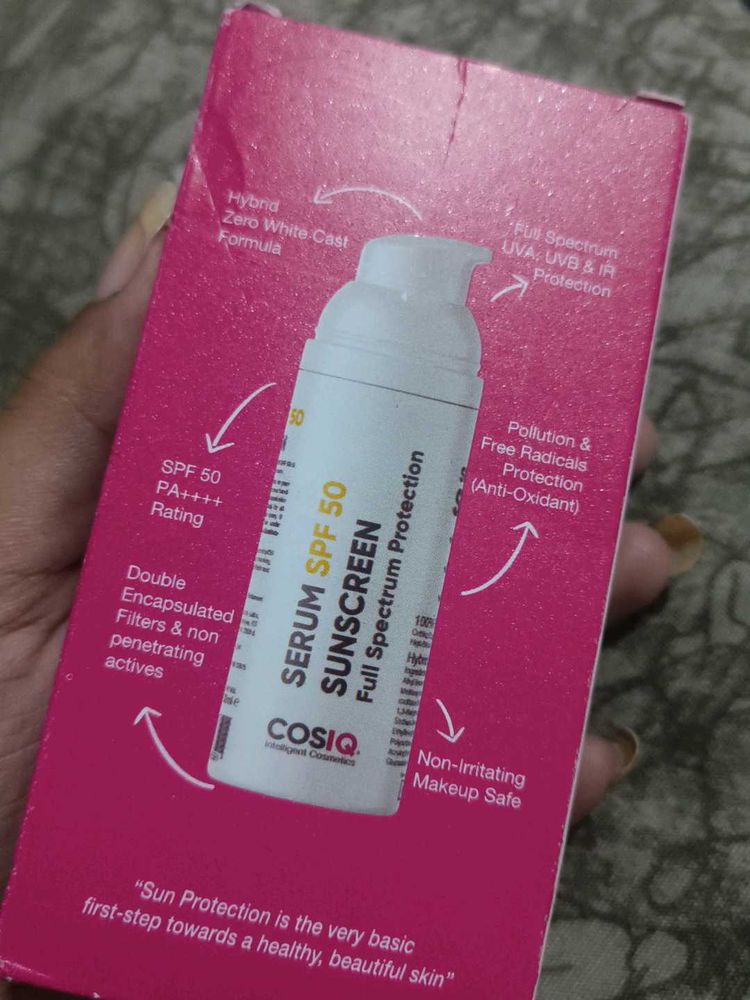 Hybrid
Zero White Cast
Formula
Full Spectrum
UVA, UVB & IR
Protection
SPF 50
PA++++
Rating
Pollution &
Free Radicals
Protection
(Anti-Oxidant)
Double
Encapsulated
Filters & non
penetrating
actives
50
SERUM SPF 50
SUNSCREEN
Full Spectrum Protection
COSIQ
Intelligent Cosmetics
100%
Non-Irritating
Makeup Safe
"Sun Protection is the very basic
first-step towards a healthy, beautiful skin"